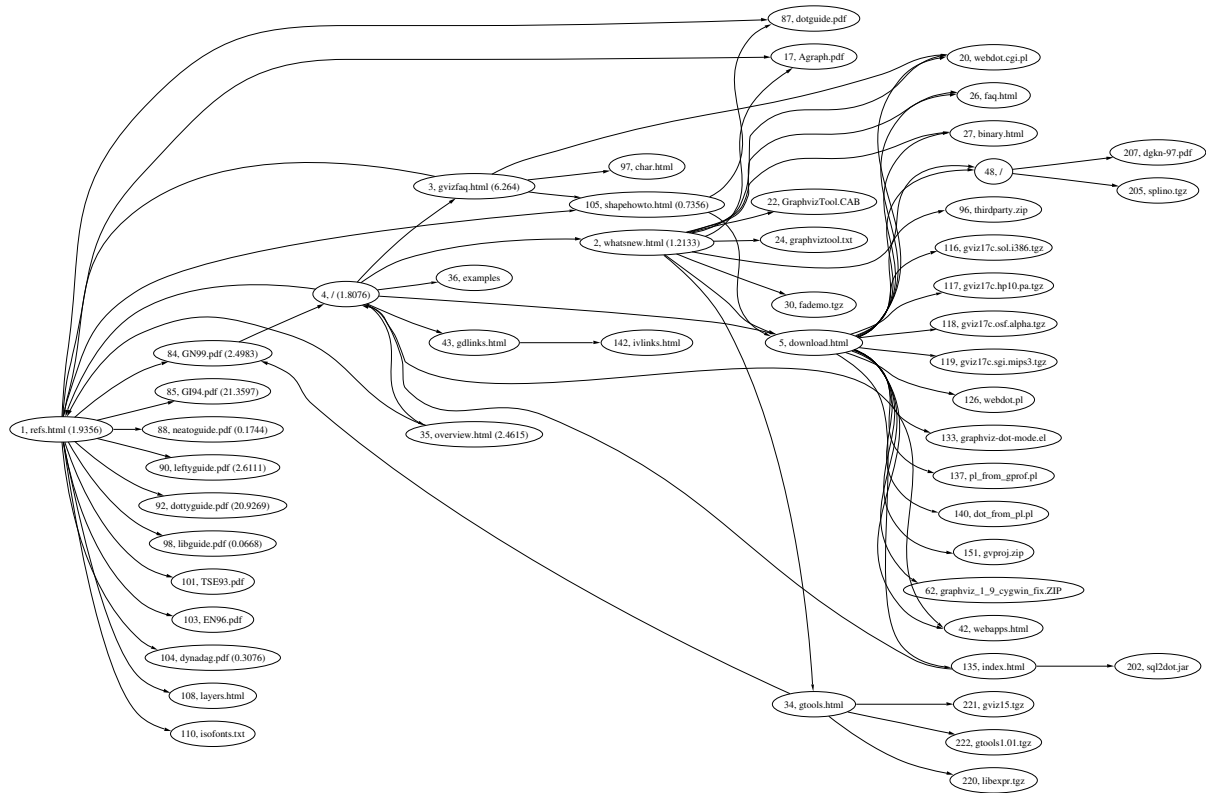 87, dotguide.pdf
17, Agraph.pdf
20, webdot.cgi.pl
26, faq.html
27, binary.html
207, dgkn-97.pdf
97, char.html
48, /
3, gvizfaq.html (6.264)
205, splino.tgz
22, GraphvizTool.CAB
105, shapehowto.html (0.7356)
96, thirdparty.zip
24, graphviztool.txt
2, whatsnew.html (1.2133)
116, gviz17c.sol.i386.tgz
36, examples
117, gviz17c.hp10.pa.tgz
4, / (1.8076)
30, fademo.tgz
118, gviz17c.osf.alpha.tgz
43, gdlinks.html
142, ivlinks.html
5, download.html
84, GN99.pdf (2.4983)
119, gviz17c.sgi.mips3.tgz
85, GI94.pdf (21.3597)
126, webdot.pl
1, refs.html (1.9356)
88, neatoguide.pdf (0.1744)
35, overview.html (2.4615)
133, graphviz-dot-mode.el
90, leftyguide.pdf (2.6111)
137, pl_from_gprof.pl
92, dottyguide.pdf (20.9269)
140, dot_from_pl.pl
98, libguide.pdf (0.0668)
151, gvproj.zip
101, TSE93.pdf
62, graphviz_1_9_cygwin_fix.ZIP
103, EN96.pdf
42, webapps.html
104, dynadag.pdf (0.3076)
135, index.html
202, sql2dot.jar
108, layers.html
34, gtools.html
221, gviz15.tgz
110, isofonts.txt
222, gtools1.01.tgz
220, libexpr.tgz